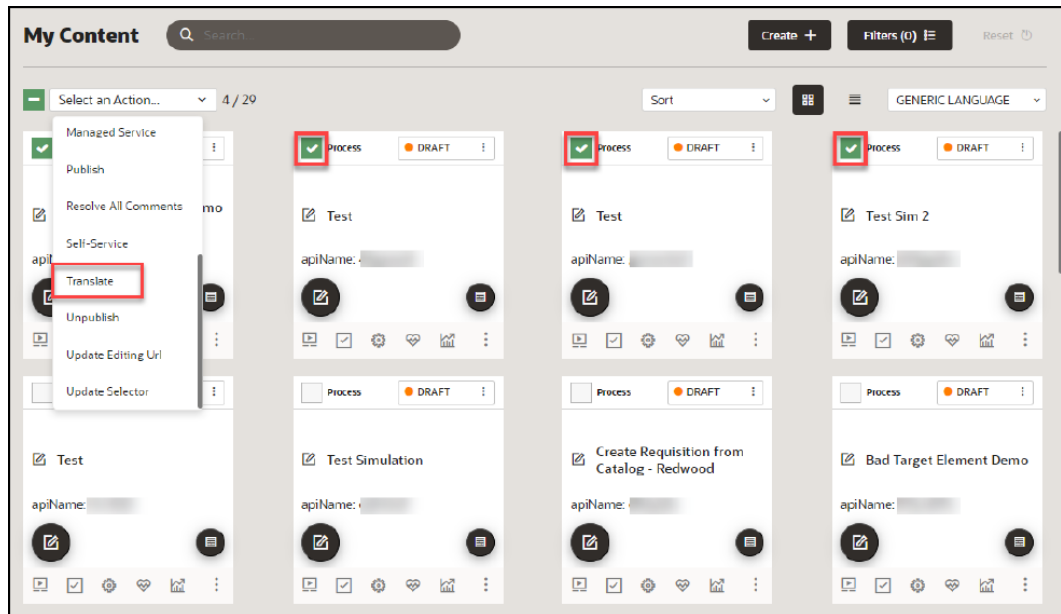 My Content
Search...
Create +
Filters (0)
Reset
Select an Action...
4 / 29
Sort
GENERIC LANGUAGE
Managed Service
Publish
Resolve All Comments
Self-Service
Translate
Unpublish
Update Editing Url
Update Selector
mo
apiN
Process
DRAFT
Test
apiName:
Process
DRAFT
Test
apiName:
Process
DRAFT
Test Sim 2
apiName:
Test
apiName:
Process
DRAFT
Test Simulation
apiName:
Process
DRAFT
Create Requisition from
Catalog - Redwood
apiName:
Process
DRAFT
Bad Target Element Demo
apiName: